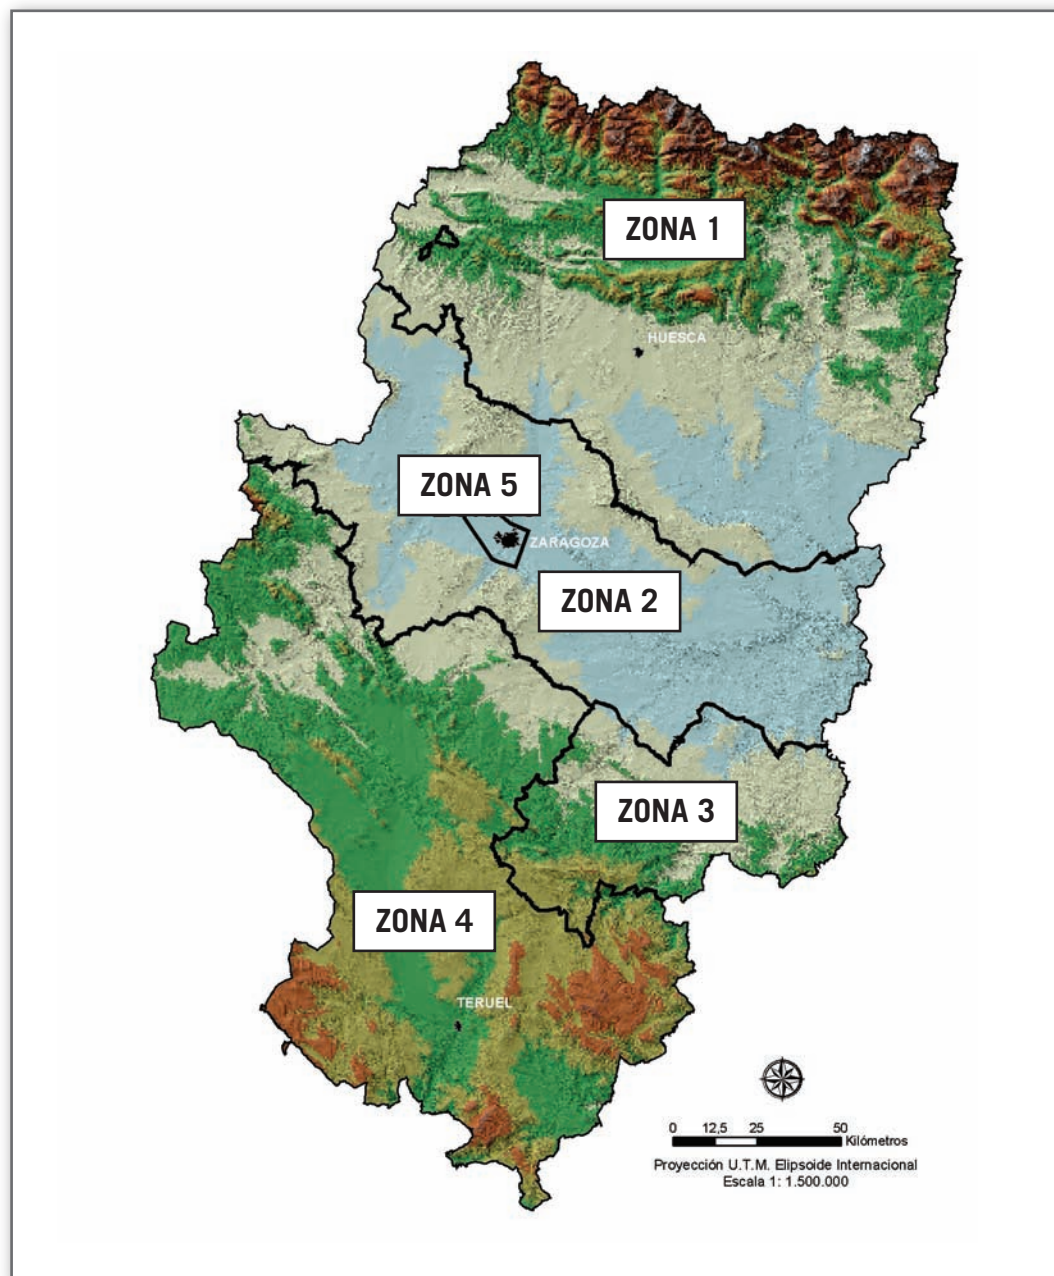 ZONA 1
HUESCA
ZONA 5
ZARAGOZA
ZONA 2
ZONA 3
ZONA 4
TERUEL
0 12,5 25 50 Kilómetros
Proyección U.T.M. Elipsoide Internacional
Escala 1: 1.500.000